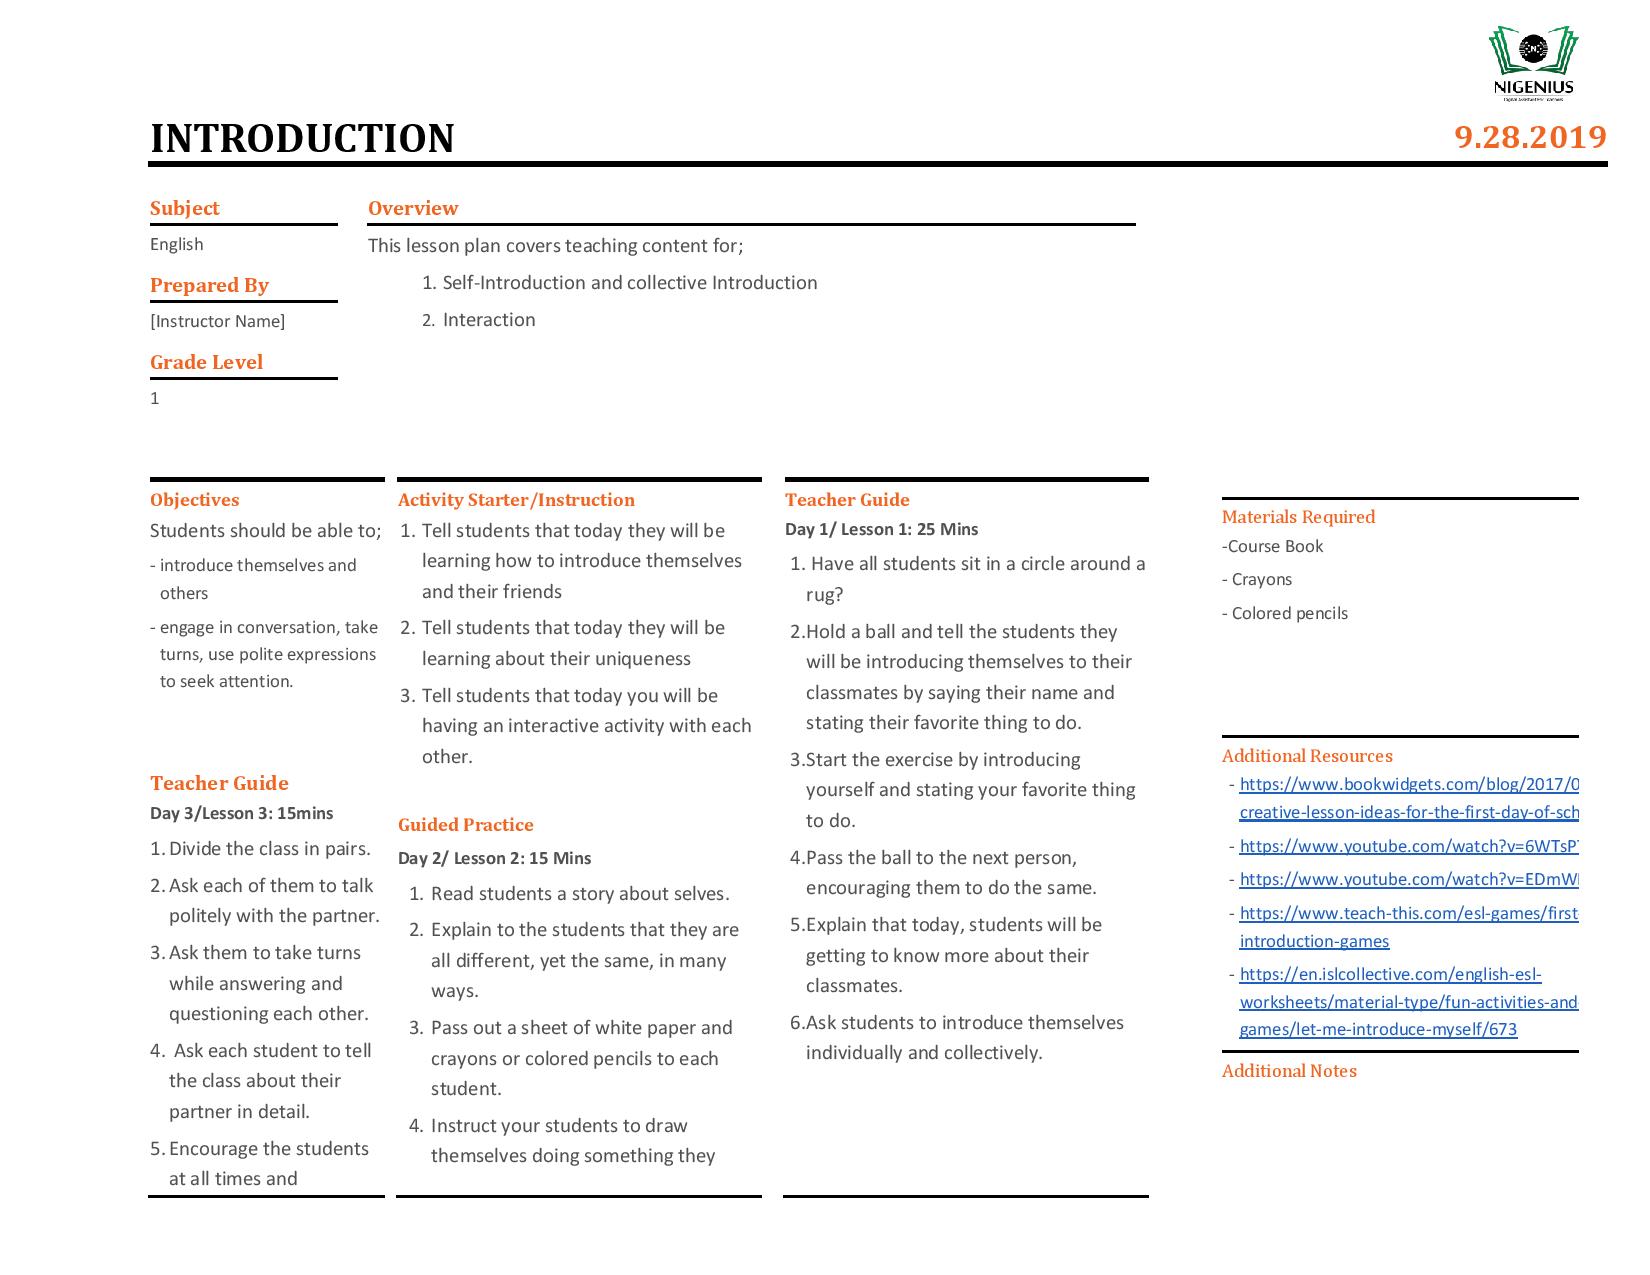 NIGENIUS
INTRODUCTION
9.28.2019
Subject
English
Prepared By
[Instructor Name]
Grade Level
1
Overview
This lesson plan covers teaching content for;
1. Self-Introduction and collective Introduction
2. Interaction
Objectives
Students should be able to;
- introduce themselves and
others
- engage in conversation, take
turns, use polite expressions
to seek attention.
Teacher Guide
Day 3/Lesson 3: 15mins
1. Divide the class in pairs.
2. Ask each of them to talk
politely with the partner.
3. Ask them to take turns
while answering and
questioning each other.
4. Ask each student to tell
the class about their
partner in detail.
5. Encourage the students
at all times and
Activity Starter/Instruction
1. Tell students that today they will be
learning how to introduce themselves
and their friends
2. Tell students that today they will be
learning about their uniqueness
3. Tell students that today you will be
having an interactive activity with each
other.
Guided Practice
Day 2/ Lesson 2: 15 Mins
1. Read students a story about selves.
2. Explain to the students that they are
all different, yet the same, in many
ways.
3. Pass out a sheet of white paper and
crayons or colored pencils to each
student.
4. Instruct your students to draw
themselves doing something they
Teacher Guide
Day 1/ Lesson 1: 25 Mins
1. Have all students sit in a circle around a
rug?
2.Hold a ball and tell the students they
will be introducing themselves to their
classmates by saying their name and
stating their favorite thing to do.
3.Start the exercise by introducing
yourself and stating your favorite thing
to do.
4.Pass the ball to the next person,
encouraging them to do the same.
5.Explain that today, students will be
getting to know more about their
classmates.
6.Ask students to introduce themselves
individually and collectively.
Materials Required
-Course Book
- Crayons
- Colored pencils
Additional Resources
- https://www.bookwidgets.com/blog/2017/0
creative-lesson-ideas-for-the-first-day-of-sch
- https://www.youtube.com/watch?v=6WTsP
- https://www.youtube.com/watch?v=EDmW
- https://www.teach-this.com/esl-games/first-
introduction-games
- https://en.islcollective.com/english-esl-
worksheets/material-type/fun-activities-and-
games/let-me-introduce-myself/673
Additional Notes